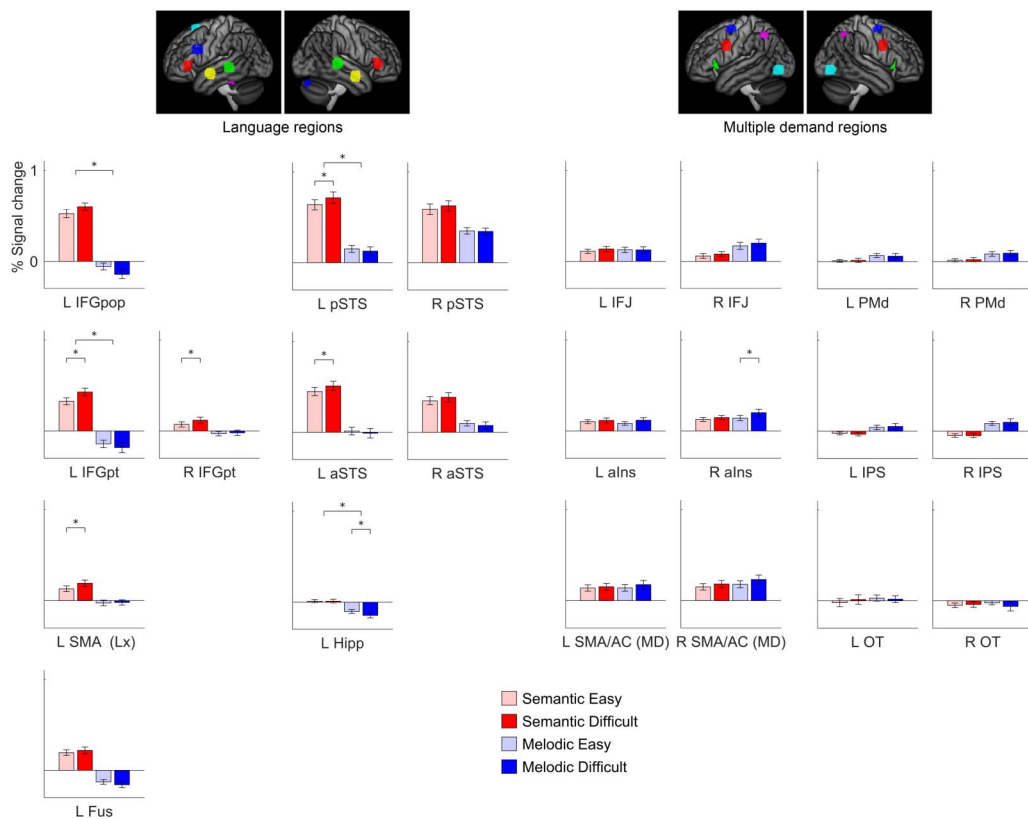 Language regions
Multiple demand regions
% Signal change
1
0
*
L IFGpop
*
*
L pSTS
R pSTS
L IFJ
R IFJ
L PMd
R PMd
*
*
L IFGpt
*
R IFGpt
*
L aSTS
R aSTS
L aIns
*
R aIns
L IPS
R IPS
*
L SMA (Lx)
*
*
L Hipp
L SMA/AC (MD)
R SMA/AC (MD)
L OT
R OT
L Fus
Semantic Easy
Semantic Difficult
Melodic Easy
Melodic Difficult